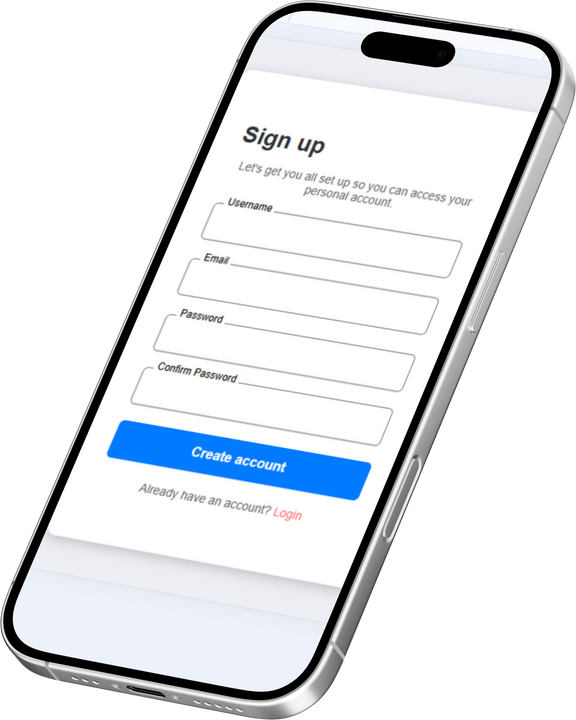 Sign up
Let's get you all set up so you can access your
personal account.
Username
Email
Password
Confirm Password
Create account
Already have an account? Login